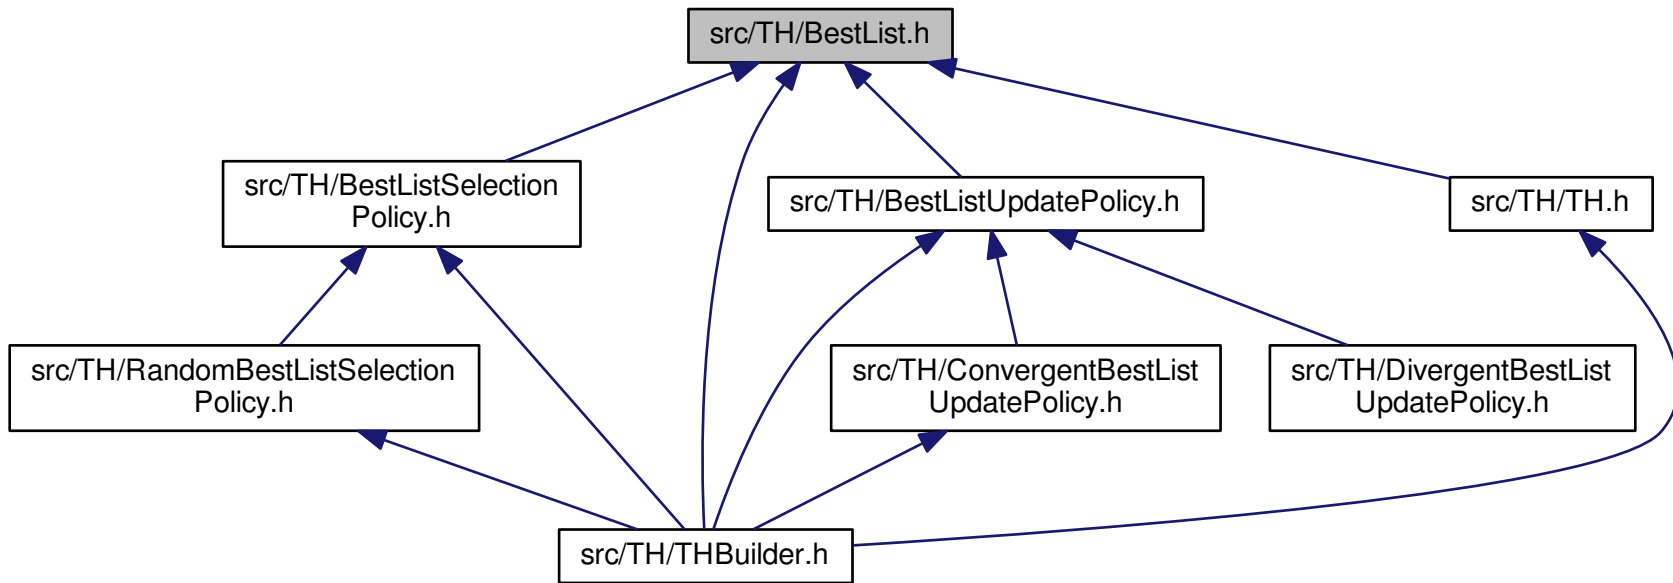 src/TH/BestList.h
src/TH/BestListSelection
Policy.h
src/TH/BestListUpdatePolicy.h
src/TH/TH.h
src/TH/RandomBestListSelection
Policy.h
src/TH/ConvergentBestList
UpdatePolicy.h
src/TH/DivergentBestList
UpdatePolicy.h
src/TH/THBuilder.h